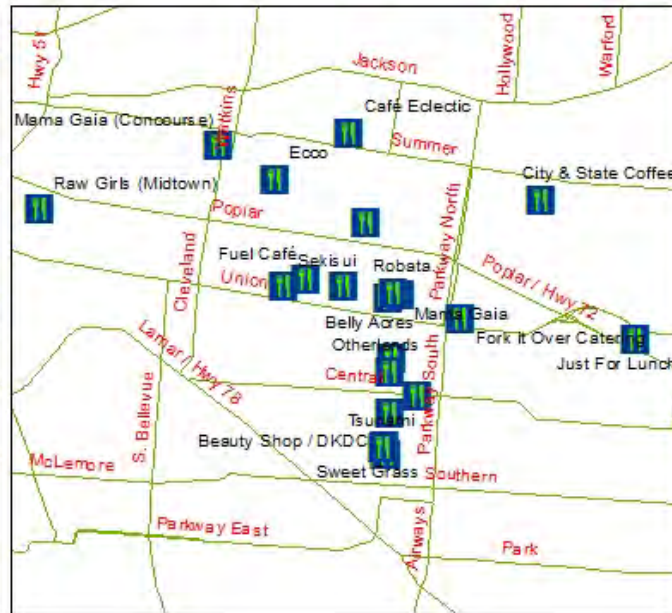 Hwy 51
Hollywood
Warford
Jackson
Café Eclectic
Mama Gaia (Concourse)
Watkins
Summer
Ecco
City & State Coffee
Raw Girls (Midtown)
Poplar
Parkway North
Fuel Café
Sekisui
Robata
Poplar / Hwy 72
Cleveland
Union
Mama Gaia
Belly Acres
Fork It Over Catering
Otherlands
Just For Lunch
Lamar / Hwy 78
Central
Parkway South
Tsunami
S. Bellevue
Beauty Shop / DKDC
McLemore
Sweet Grass
Southern
Parkway East
Airways
Park